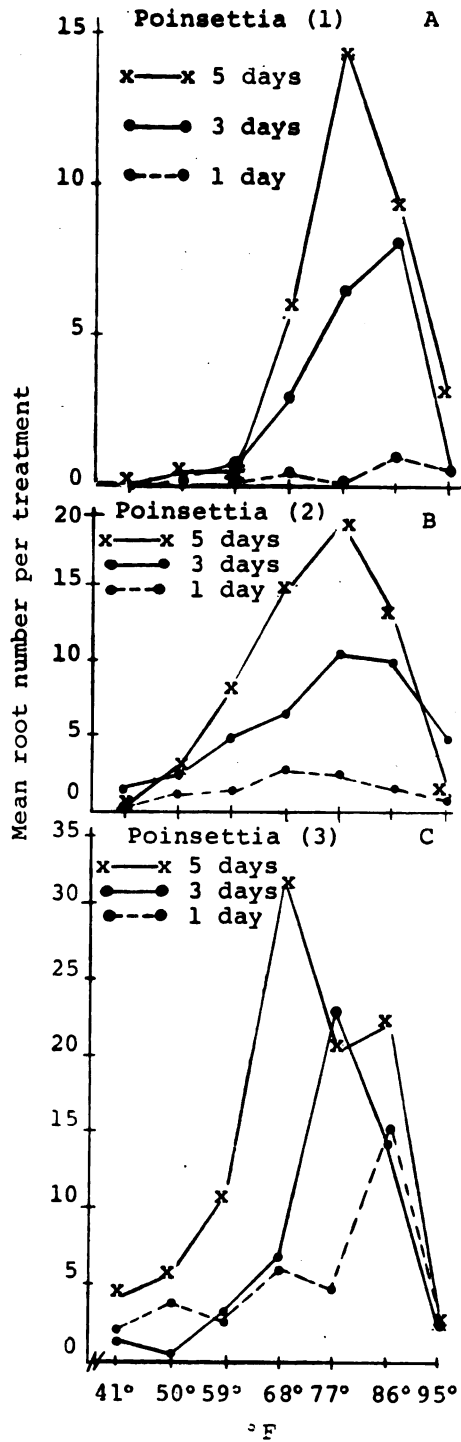 Poinsettia (1) A
15
x—x 5 days
●—● 3 days
10
●--● 1 day
5
0
Mean root number per treatment
20
Poinsettia (2) B
x—x 5 days
●—● 3 days
15
●--● 1 day
10
5
0
35
Poinsettia (3) C
x—x 5 days
●—● 3 days
30
●--● 1 day
25
20
15
10
5
0
41° 50° 59° 68° 77° 86° 95°
°F